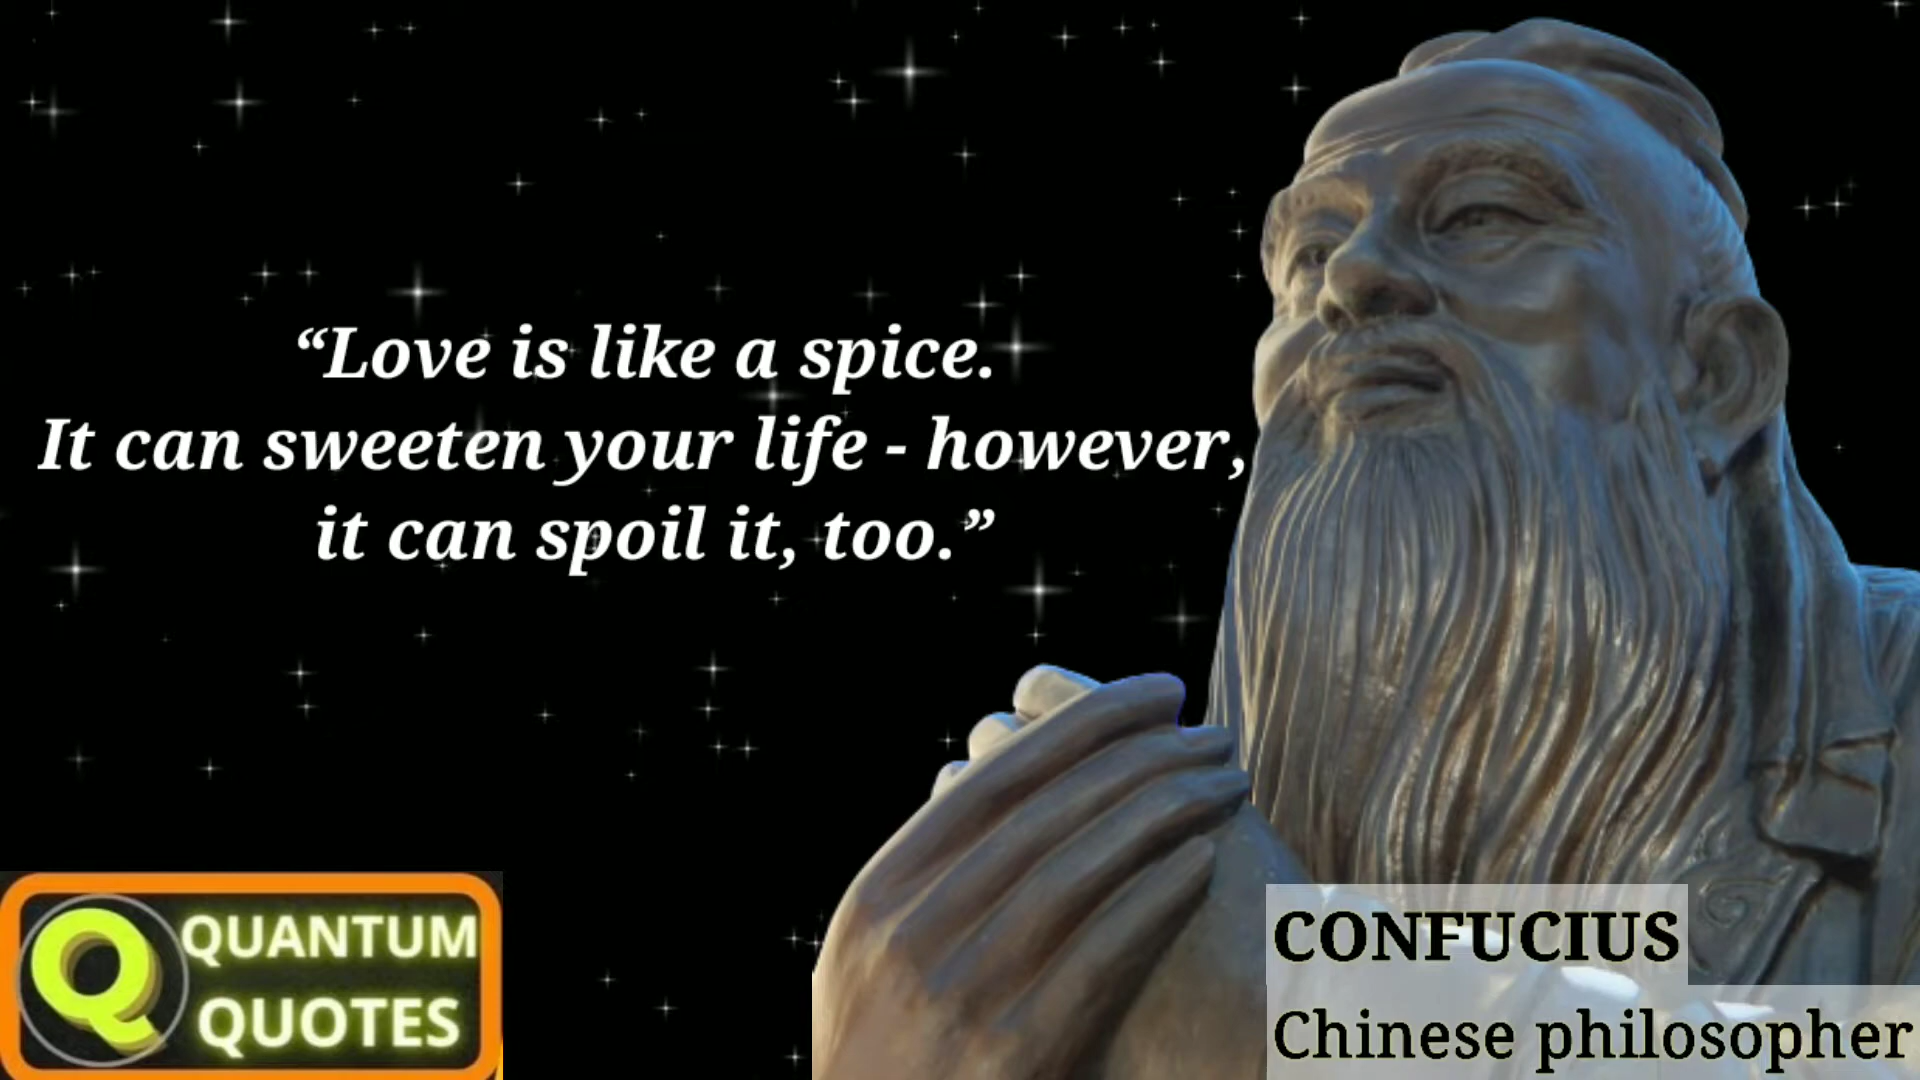 “Love is like a spice.
It can sweeten your life - however,
it can spoil it, too.”
QUANTUM
QUOTES
CONFUCIUS
Chinese philosopher